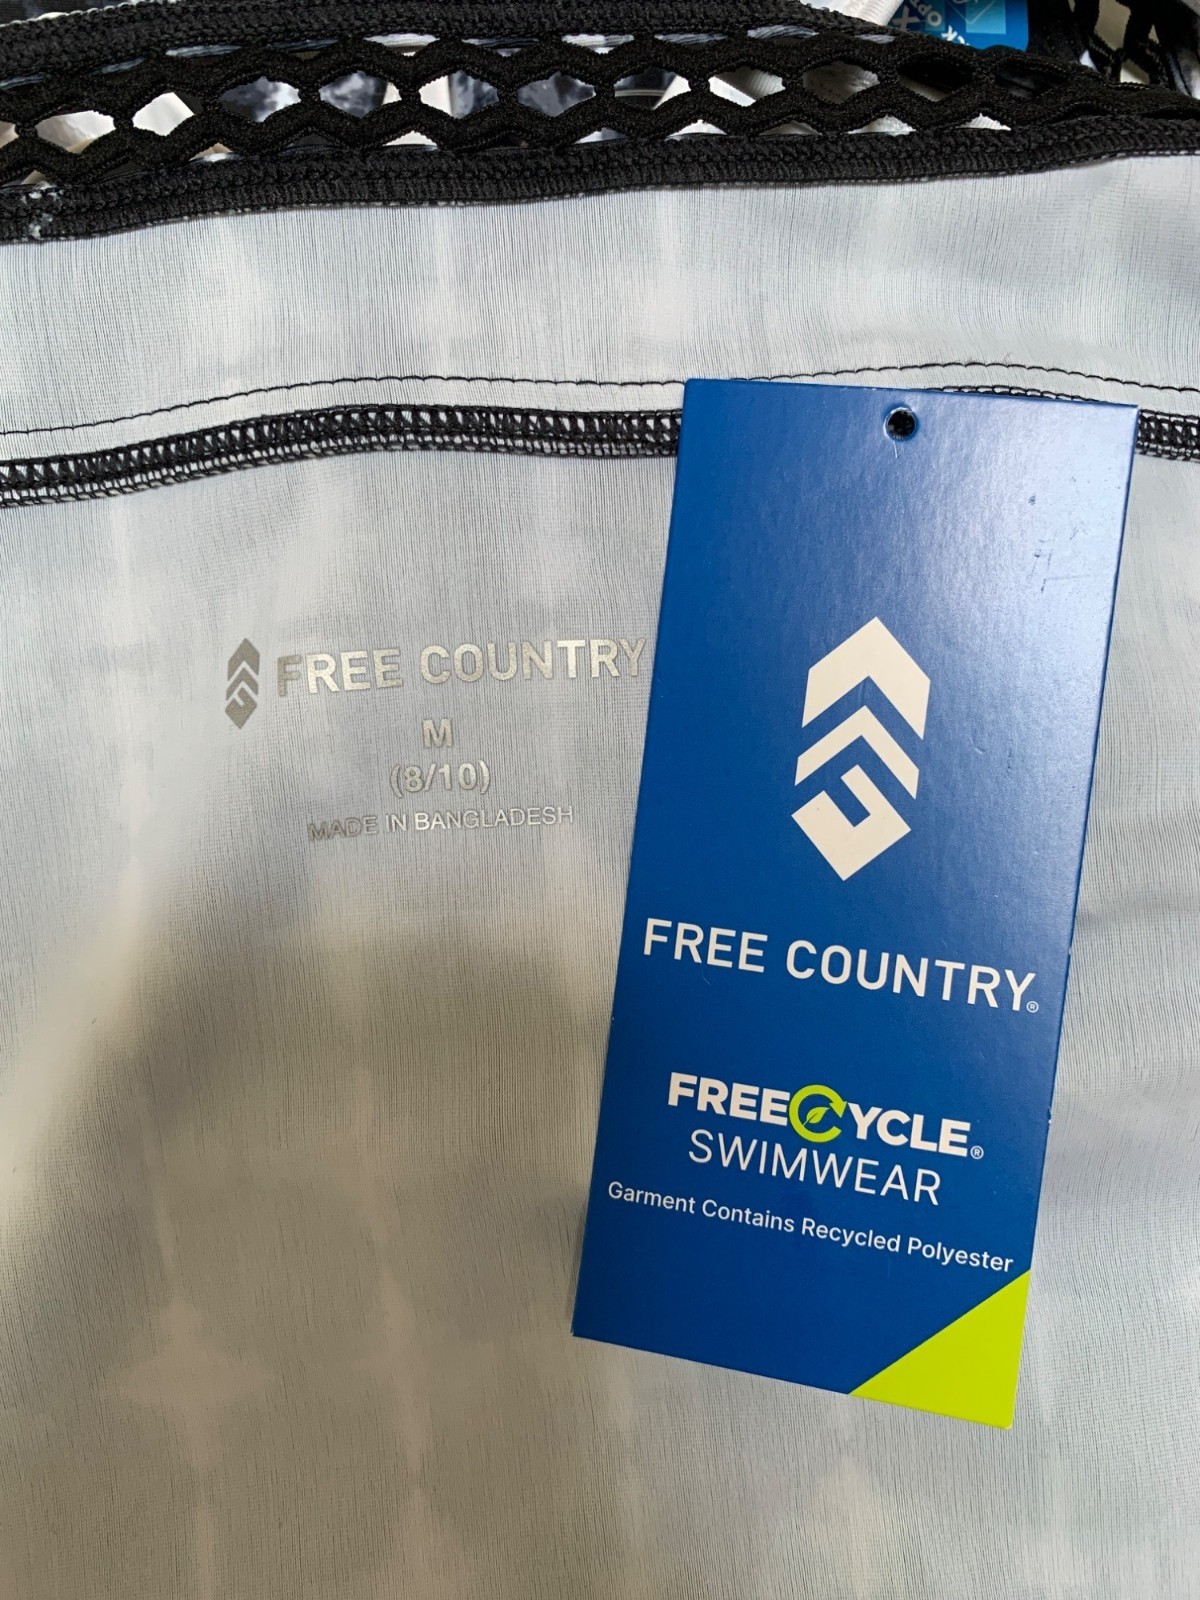 FREE COUNTRY
M
(8/10)
MADE IN BANGLADESH
FREE COUNTRY®
FREECYCLE®
SWIMWEAR
Garment Contains Recycled Polyester